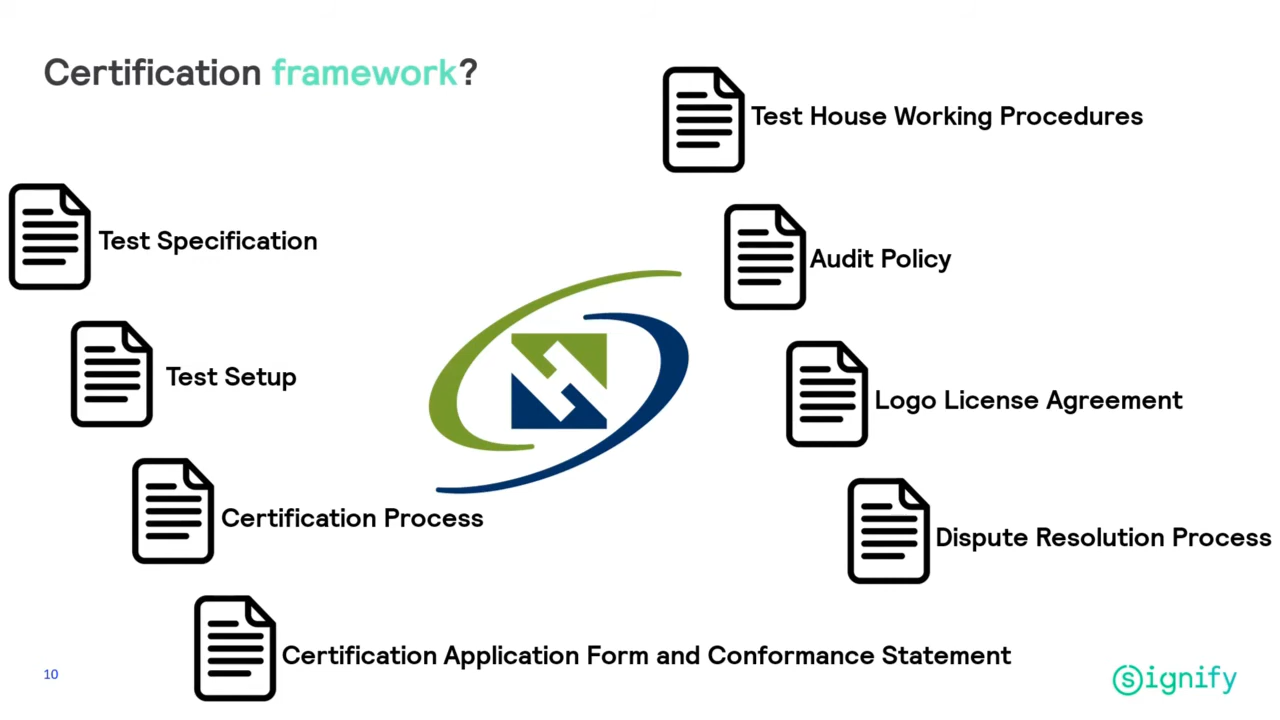 Certification framework?
Test House Working Procedures
Test Specification
Audit Policy
Test Setup
Logo License Agreement
Certification Process
Dispute Resolution Process
Certification Application Form and Conformance Statement
10
Signify